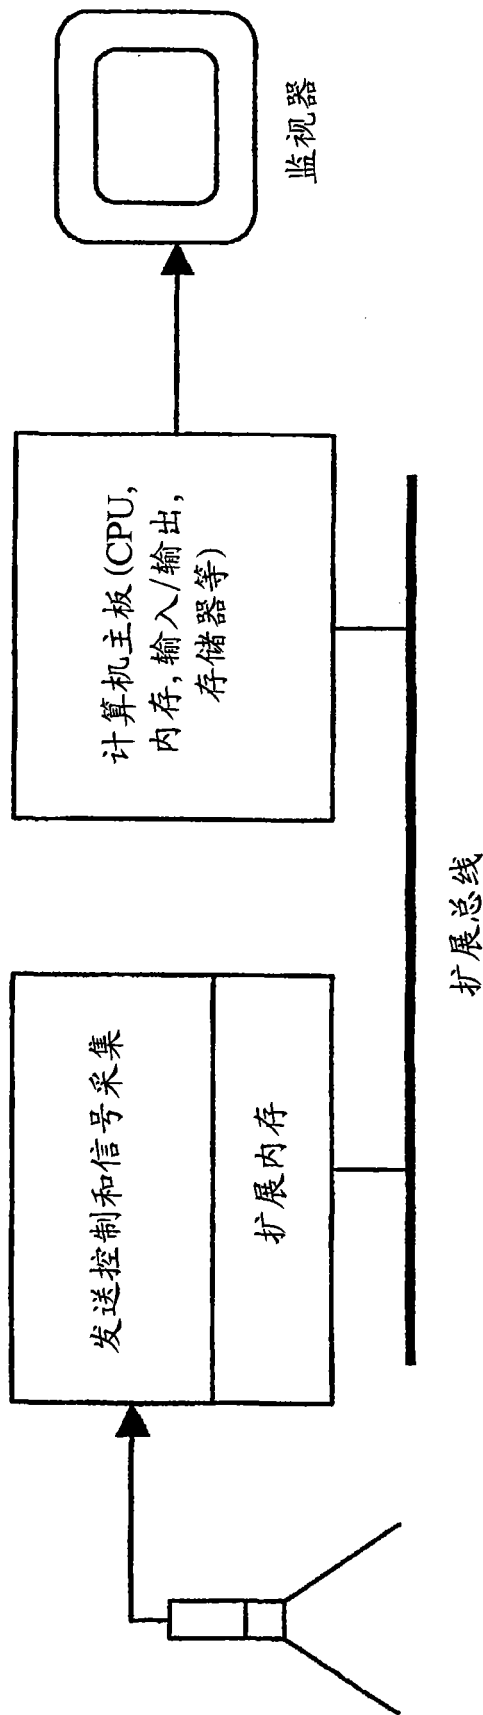 发送控制和信号采集
扩展内存
计算机主板(CPU,
内存,输入/输出,
存储器等)
监视器
扩展总线